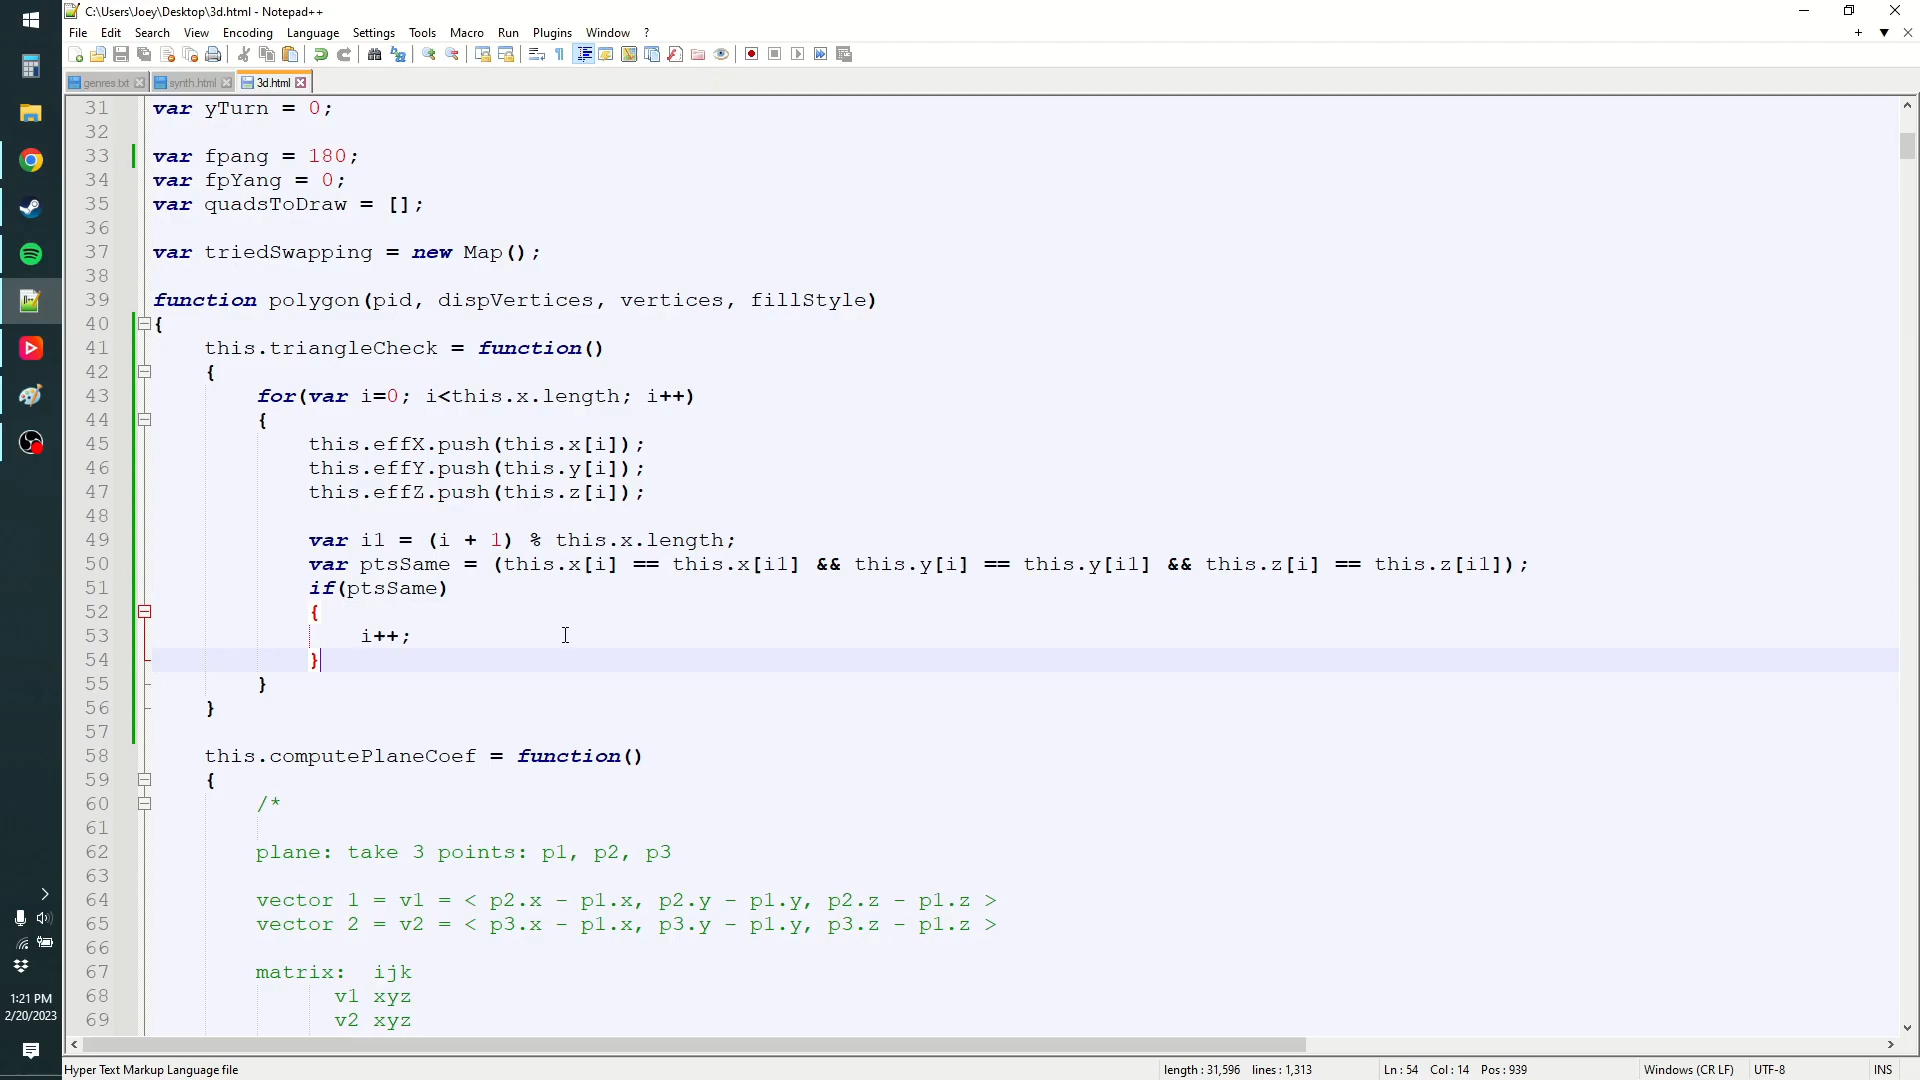 C:\Users\Joey\Desktop\3d.html - Notepad++
File Edit Search View Encoding Language Settings Tools Macro Run Plugins Window ?
genres.txt synth.html 3d.html
31 var yTurn = 0;
32
33 var fpang = 180;
34 var fpYang = 0;
35 var quadsToDraw = [];
36
37 var triedSwapping = new Map();
38
39 function polygon(pid, dispVertices, vertices, fillStyle)
40 {
41 this.triangleCheck = function()
42 {
43 for(var i=0; i<this.x.length; i++)
44 {
45 this.effX.push(this.x[i]);
46 this.effY.push(this.y[i]);
47 this.effZ.push(this.z[i]);
48
49 var i1 = (i + 1) % this.x.length;
50 var ptsSame = (this.x[i] == this.x[i1] && this.y[i] == this.y[i1] && this.z[i] == this.z[i1]);
51 if(ptsSame)
52 {
53 i++;
54 }
55 }
56 }
57
58 this.computePlaneCoef = function()
59 {
60 /*
61
62 plane: take 3 points: p1, p2, p3
63
64 vector 1 = v1 = < p2.x - p1.x, p2.y - p1.y, p2.z - p1.z >
65 vector 2 = v2 = < p3.x - p1.x, p3.y - p1.y, p3.z - p1.z >
66
67 matrix: ijk
68 v1 xyz
69 v2 xyz
1:21 PM
2/20/2023
Hyper Text Markup Language file length : 31,596 lines : 1,313 Ln : 54 Col : 14 Pos : 939 Windows (CR LF) UTF-8 INS